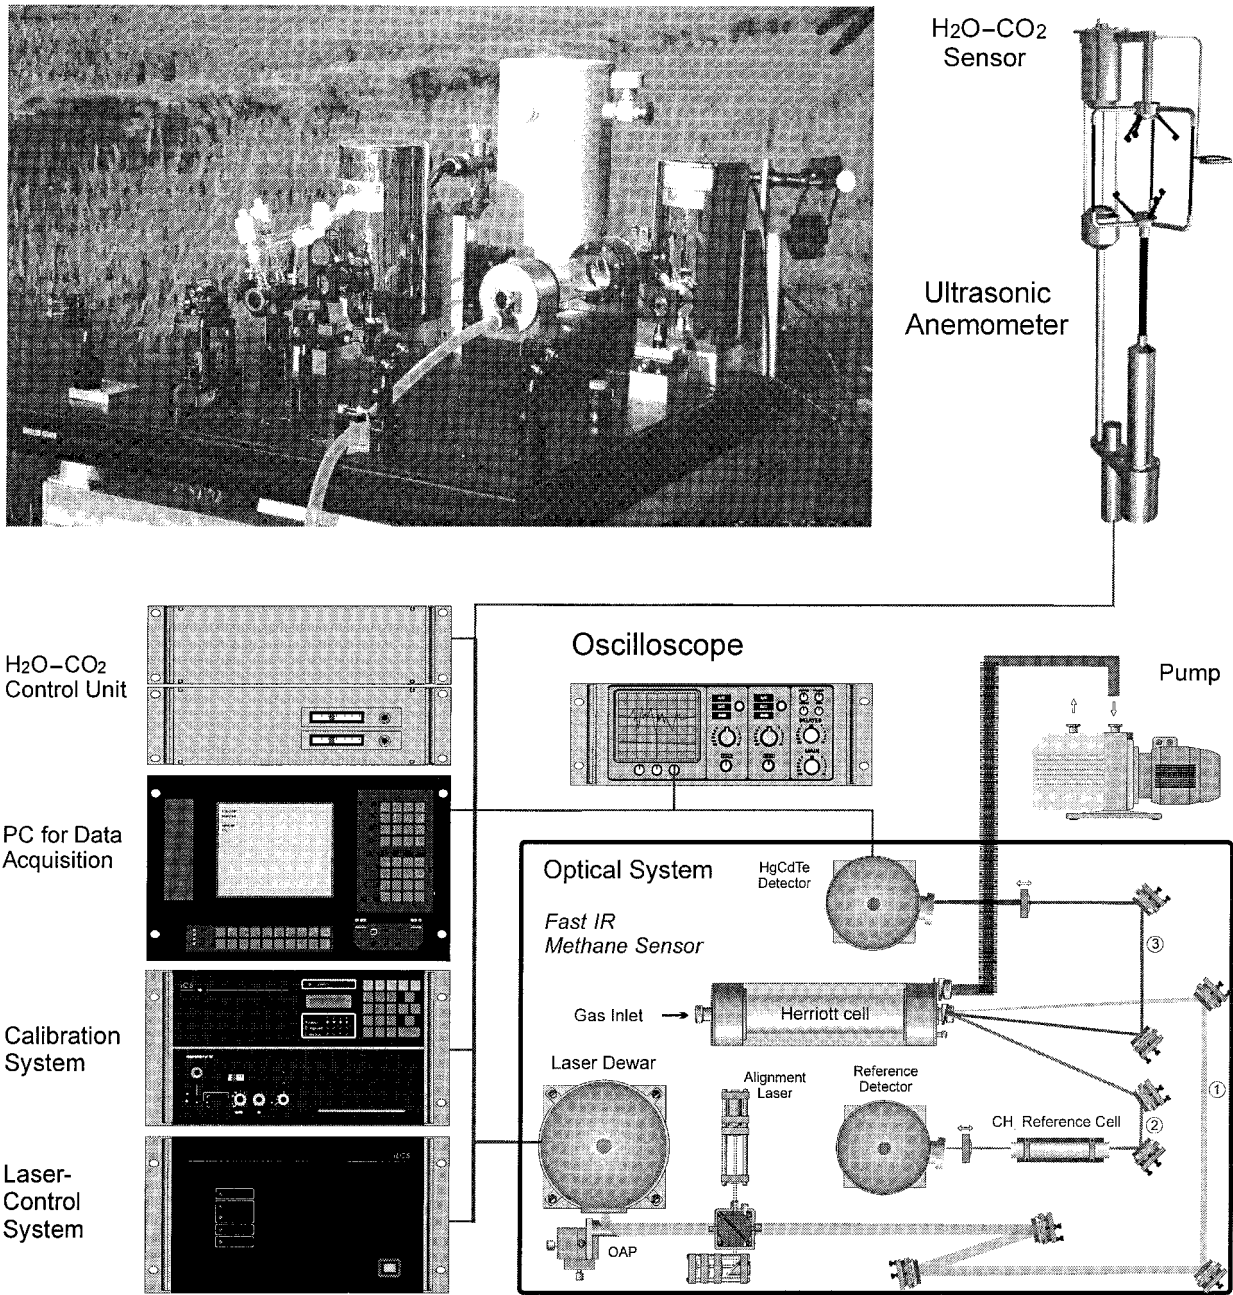 H2O–CO2
Sensor
Ultrasonic
Anemometer
H2O–CO2
Control Unit
Oscilloscope
Pump
PC for Data
Acquisition
Optical System
HgCdTe
Detector
Fast IR
Methane Sensor
③
Calibration
System
Gas Inlet
Herriott cell
Laser Dewar
Alignment
Laser
Reference
Detector
①
CH Reference Cell
②
Laser-
Control
System
OAP